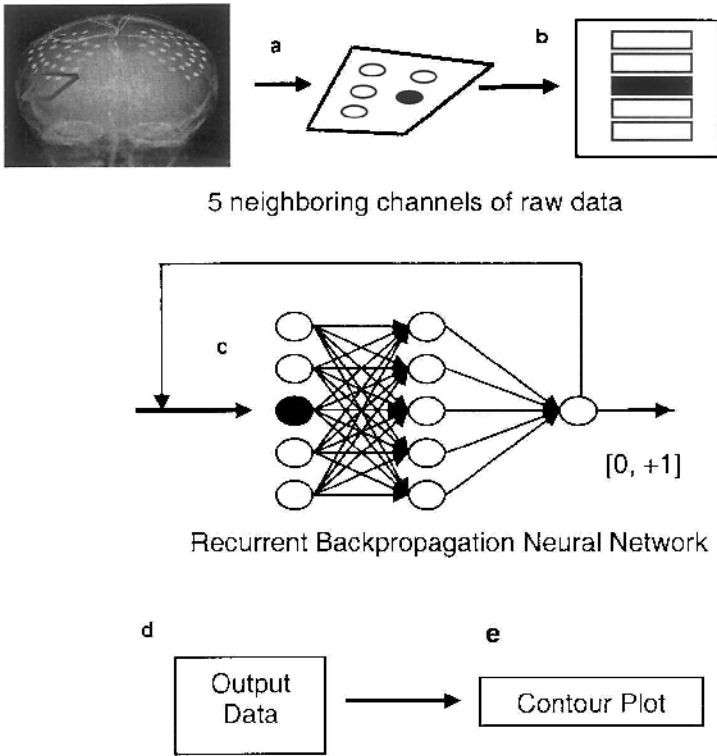 a
b
5 neighboring channels of raw data
c
[0, +1]
Recurrent Backpropagation Neural Network
d
e
Output
Data
Contour Plot